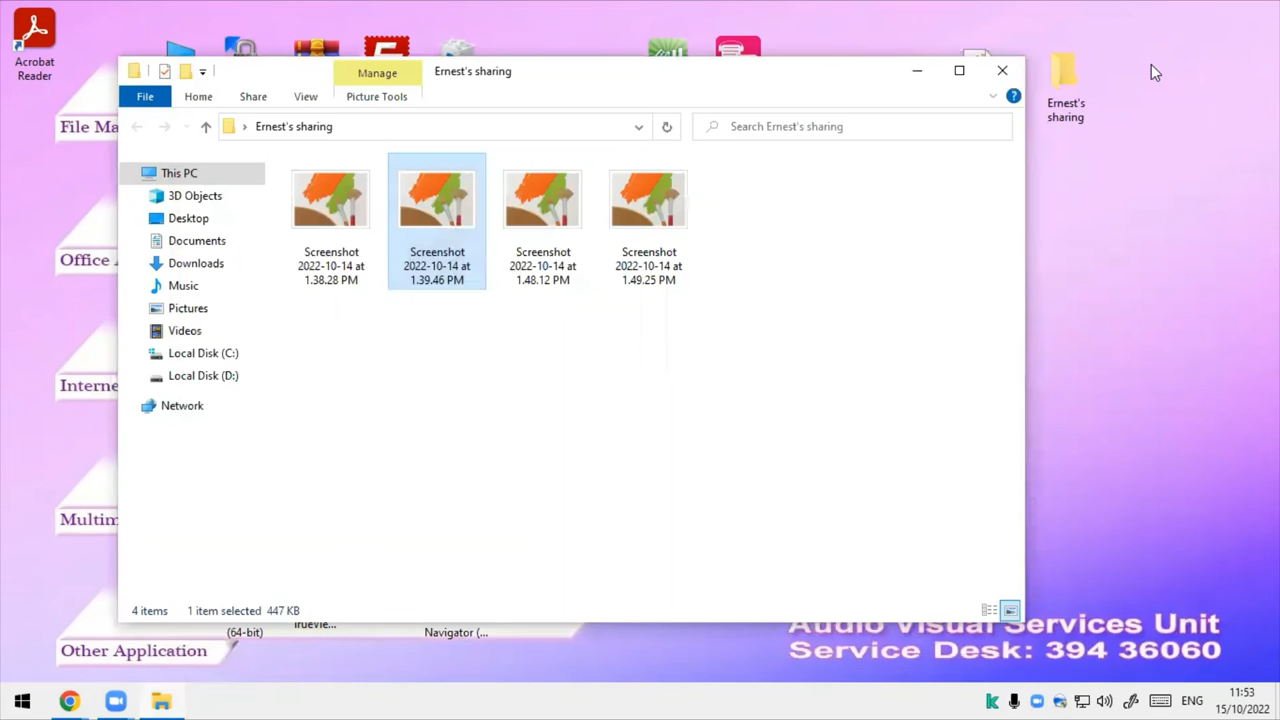 Acrobat
Reader
Manage
Ernest's sharing
Ernest's
sharing
File
Home
Share
View
Picture Tools
File Ma
Ernest's sharing
Search Ernest's sharing
This PC
3D Objects
Desktop
Documents
Downloads
Music
Pictures
Videos
Local Disk (C:)
Local Disk (D:)
Network
Screenshot
2022-10-14 at
1.38.28 PM
Screenshot
2022-10-14 at
1.39.46 PM
Screenshot
2022-10-14 at
1.48.12 PM
Screenshot
2022-10-14 at
1.49.25 PM
Office
Interne
Multim
4 items
1 item selected 447 KB
(64-bit)
Navigator (...
Other Application
Audio Visual Services Unit
Service Desk: 394 36060
ENG
11:53
15/10/2022